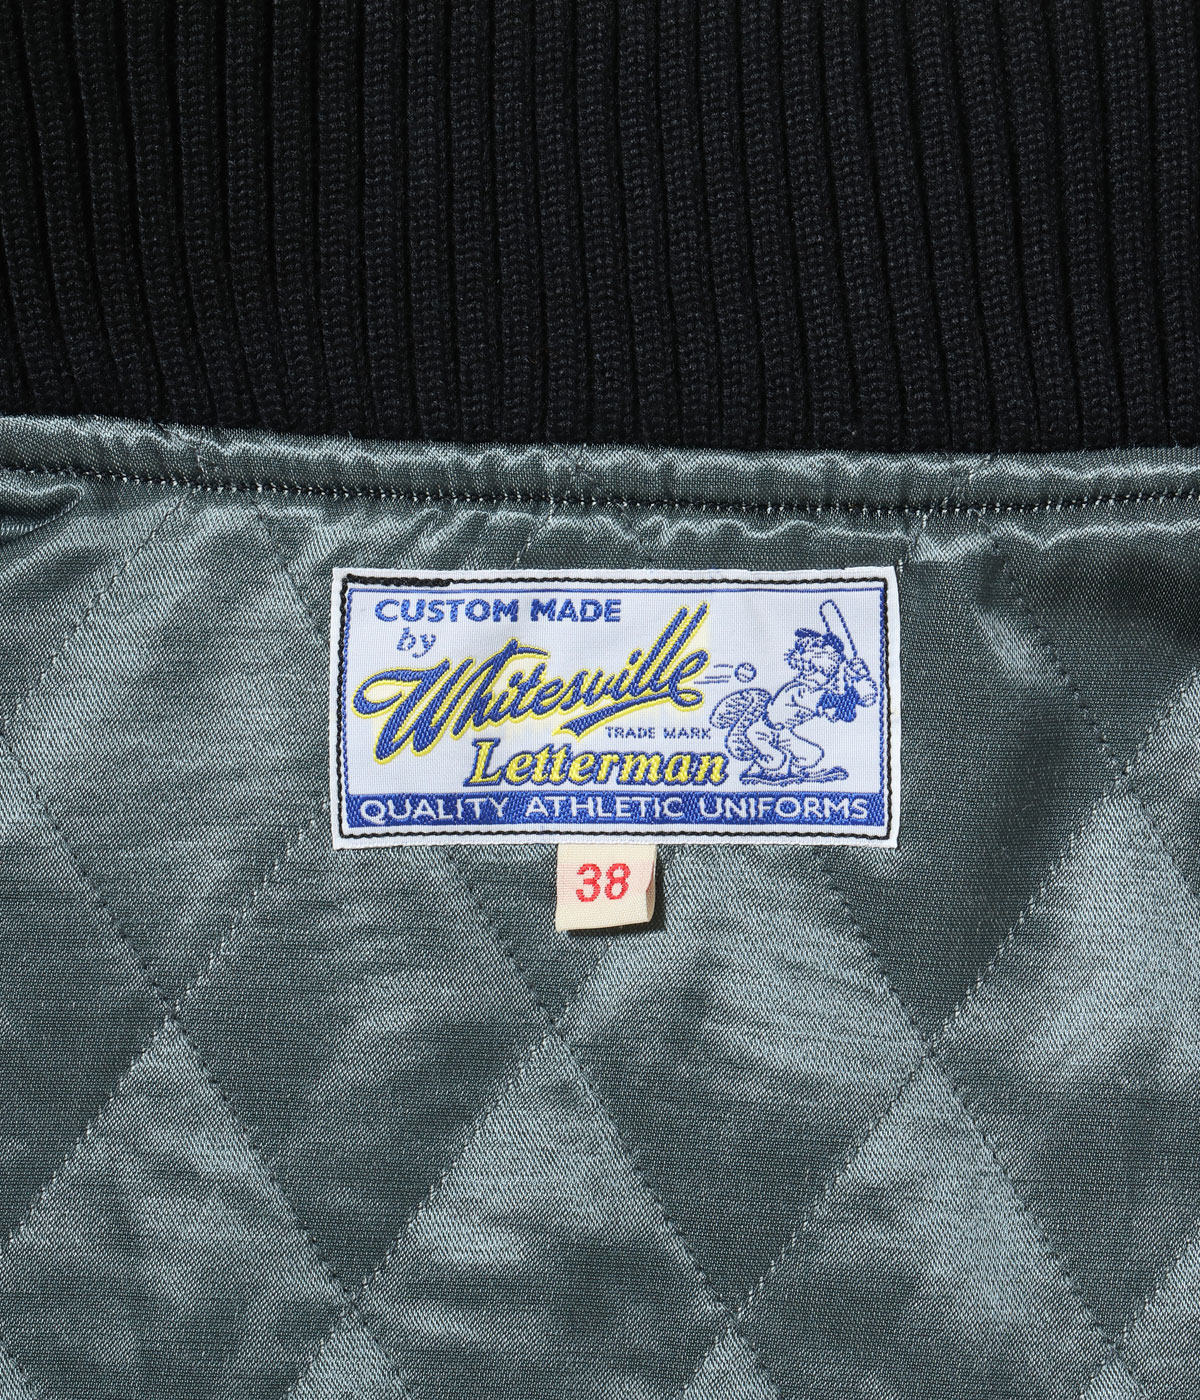 CUSTOM MADE
by
Whitesville
TRADE MARK
Letterman
QUALITY ATHLETIC UNIFORMS
38